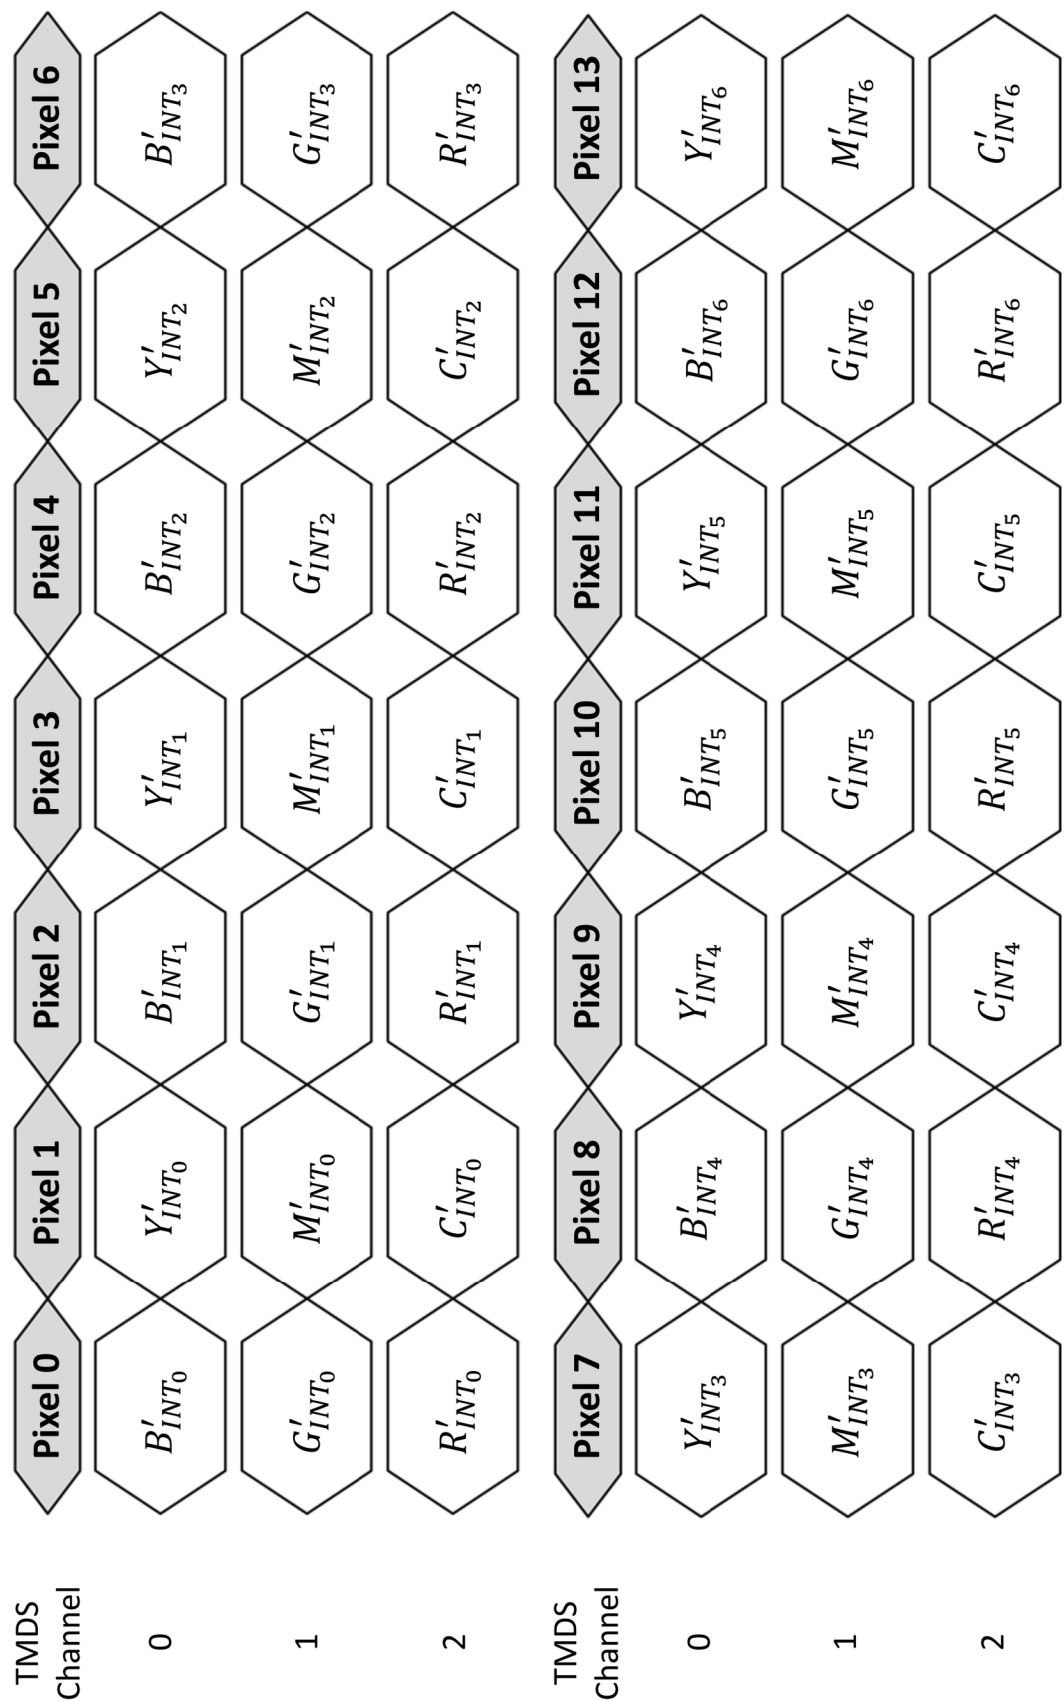 TMDS Channel Pixel 0 Pixel 1 Pixel 2 Pixel 3 Pixel 4 Pixel 5 Pixel 6
0 B′INT₀ Y′INT₀ B′INT₁ Y′INT₁ B′INT₂ Y′INT₂ B′INT₃
1 G′INT₀ M′INT₀ G′INT₁ M′INT₁ G′INT₂ M′INT₂ G′INT₃
2 R′INT₀ C′INT₀ R′INT₁ C′INT₁ R′INT₂ C′INT₂ R′INT₃
TMDS Channel Pixel 7 Pixel 8 Pixel 9 Pixel 10 Pixel 11 Pixel 12 Pixel 13
0 Y′INT₃ B′INT₄ Y′INT₄ B′INT₅ Y′INT₅ B′INT₆ Y′INT₆
1 M′INT₃ G′INT₄ M′INT₄ G′INT₅ M′INT₅ G′INT₆ M′INT₆
2 C′INT₃ R′INT₄ C′INT₄ R′INT₅ C′INT₅ R′INT₆ C′INT₆